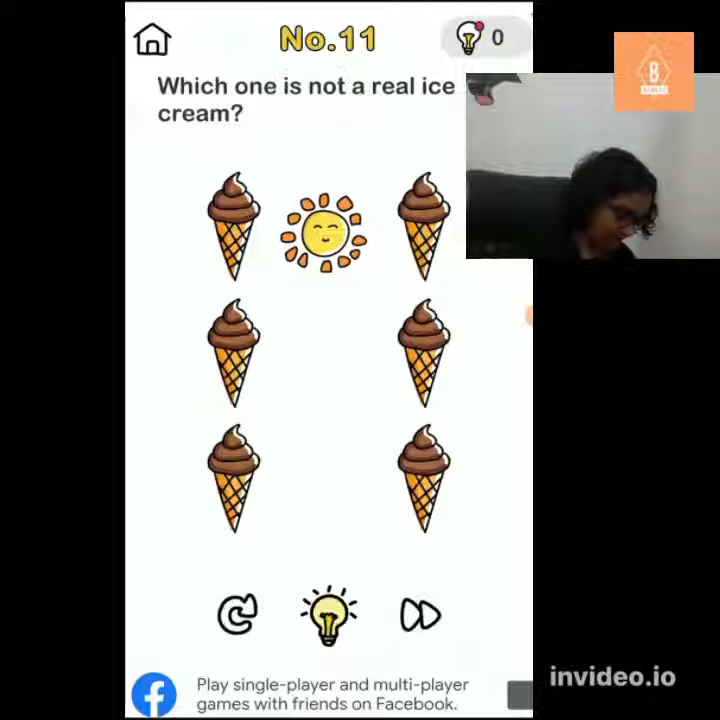 No.11
0
Which one is not a real ice
cream?
B
Play single-player and multi-player
games with friends on Facebook.
invideo.io